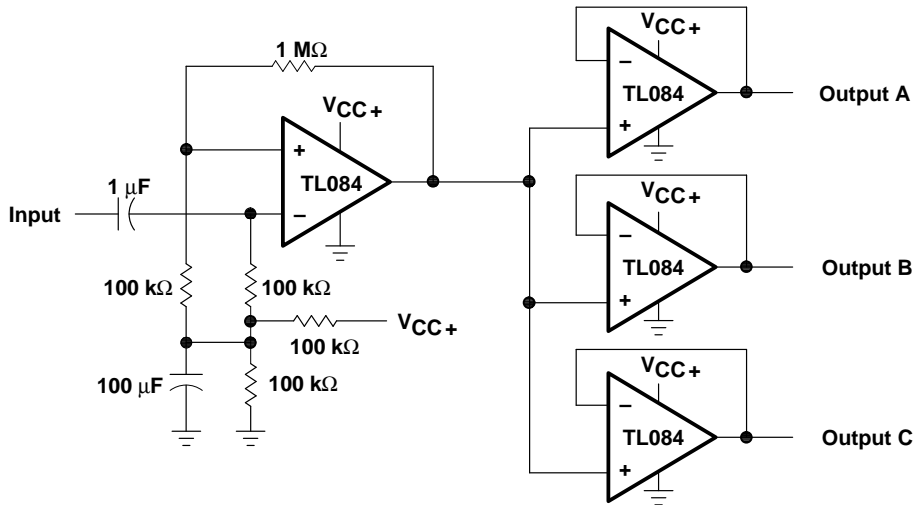 1 MΩ
VCC+
+
TL084
−
1 μF
Input
100 kΩ
100 kΩ
VCC+
100 kΩ
100 μF
100 kΩ
VCC+
−
TL084
+
Output A
VCC+
−
TL084
+
Output B
VCC+
−
TL084
+
Output C